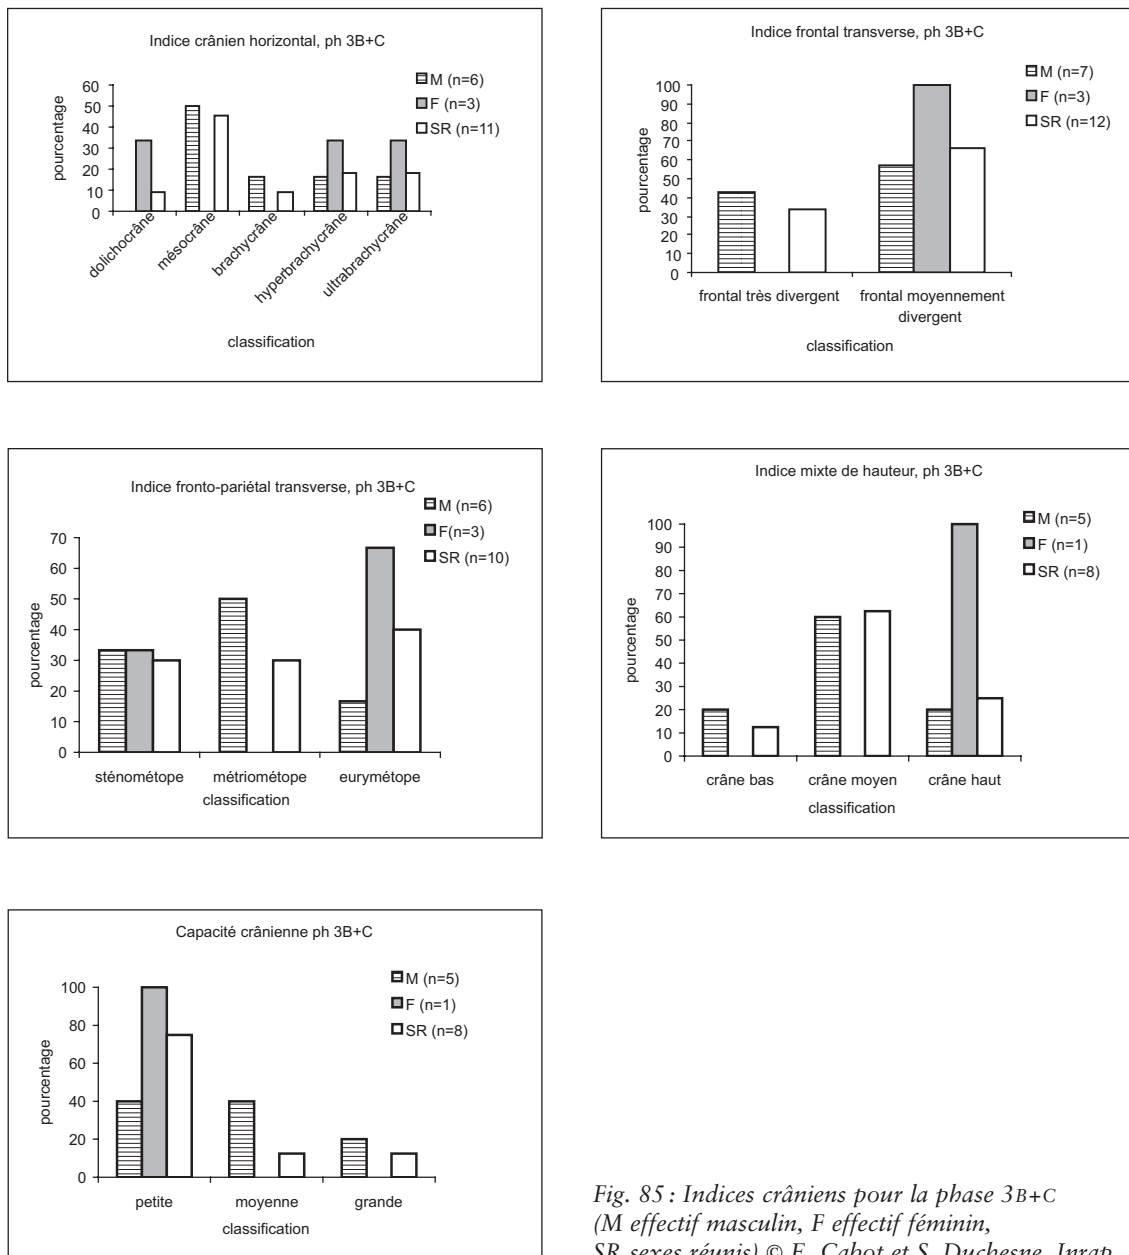 Indice crânien horizontal, ph 3B+C
M (n=6)
F (n=3)
SR (n=11)
pourcentage
60
50
40
30
20
10
0
dolichocrâne
mésocrâne
brachycrâne
hyperbrachycrâne
ultrabrachycrâne
classification
Indice frontal transverse, ph 3B+C
M (n=7)
F (n=3)
SR (n=12)
pourcentage
100
90
80
70
60
50
40
30
20
10
0
frontal très divergent
frontal moyennement
divergent
classification
Indice fronto-pariétal transverse, ph 3B+C
M (n=6)
F(n=3)
SR (n=10)
pourcentage
70
60
50
40
30
20
10
0
sténométope
métriométope
eurymétope
classification
Indice mixte de hauteur, ph 3B+C
M (n=5)
F (n=1)
SR (n=8)
pourcentage
100
90
80
70
60
50
40
30
20
10
0
crâne bas
crâne moyen
crâne haut
classification
Capacité crânienne ph 3B+C
M (n=5)
F (n=1)
SR (n=8)
pourcentage
100
80
60
40
20
0
petite
moyenne
grande
classification
Fig. 85 : Indices crâniens pour la phase 3B+C
(M effectif masculin, F effectif féminin,
SR sexes réunis) © E. Cabot et S. Duchesne, Inrap